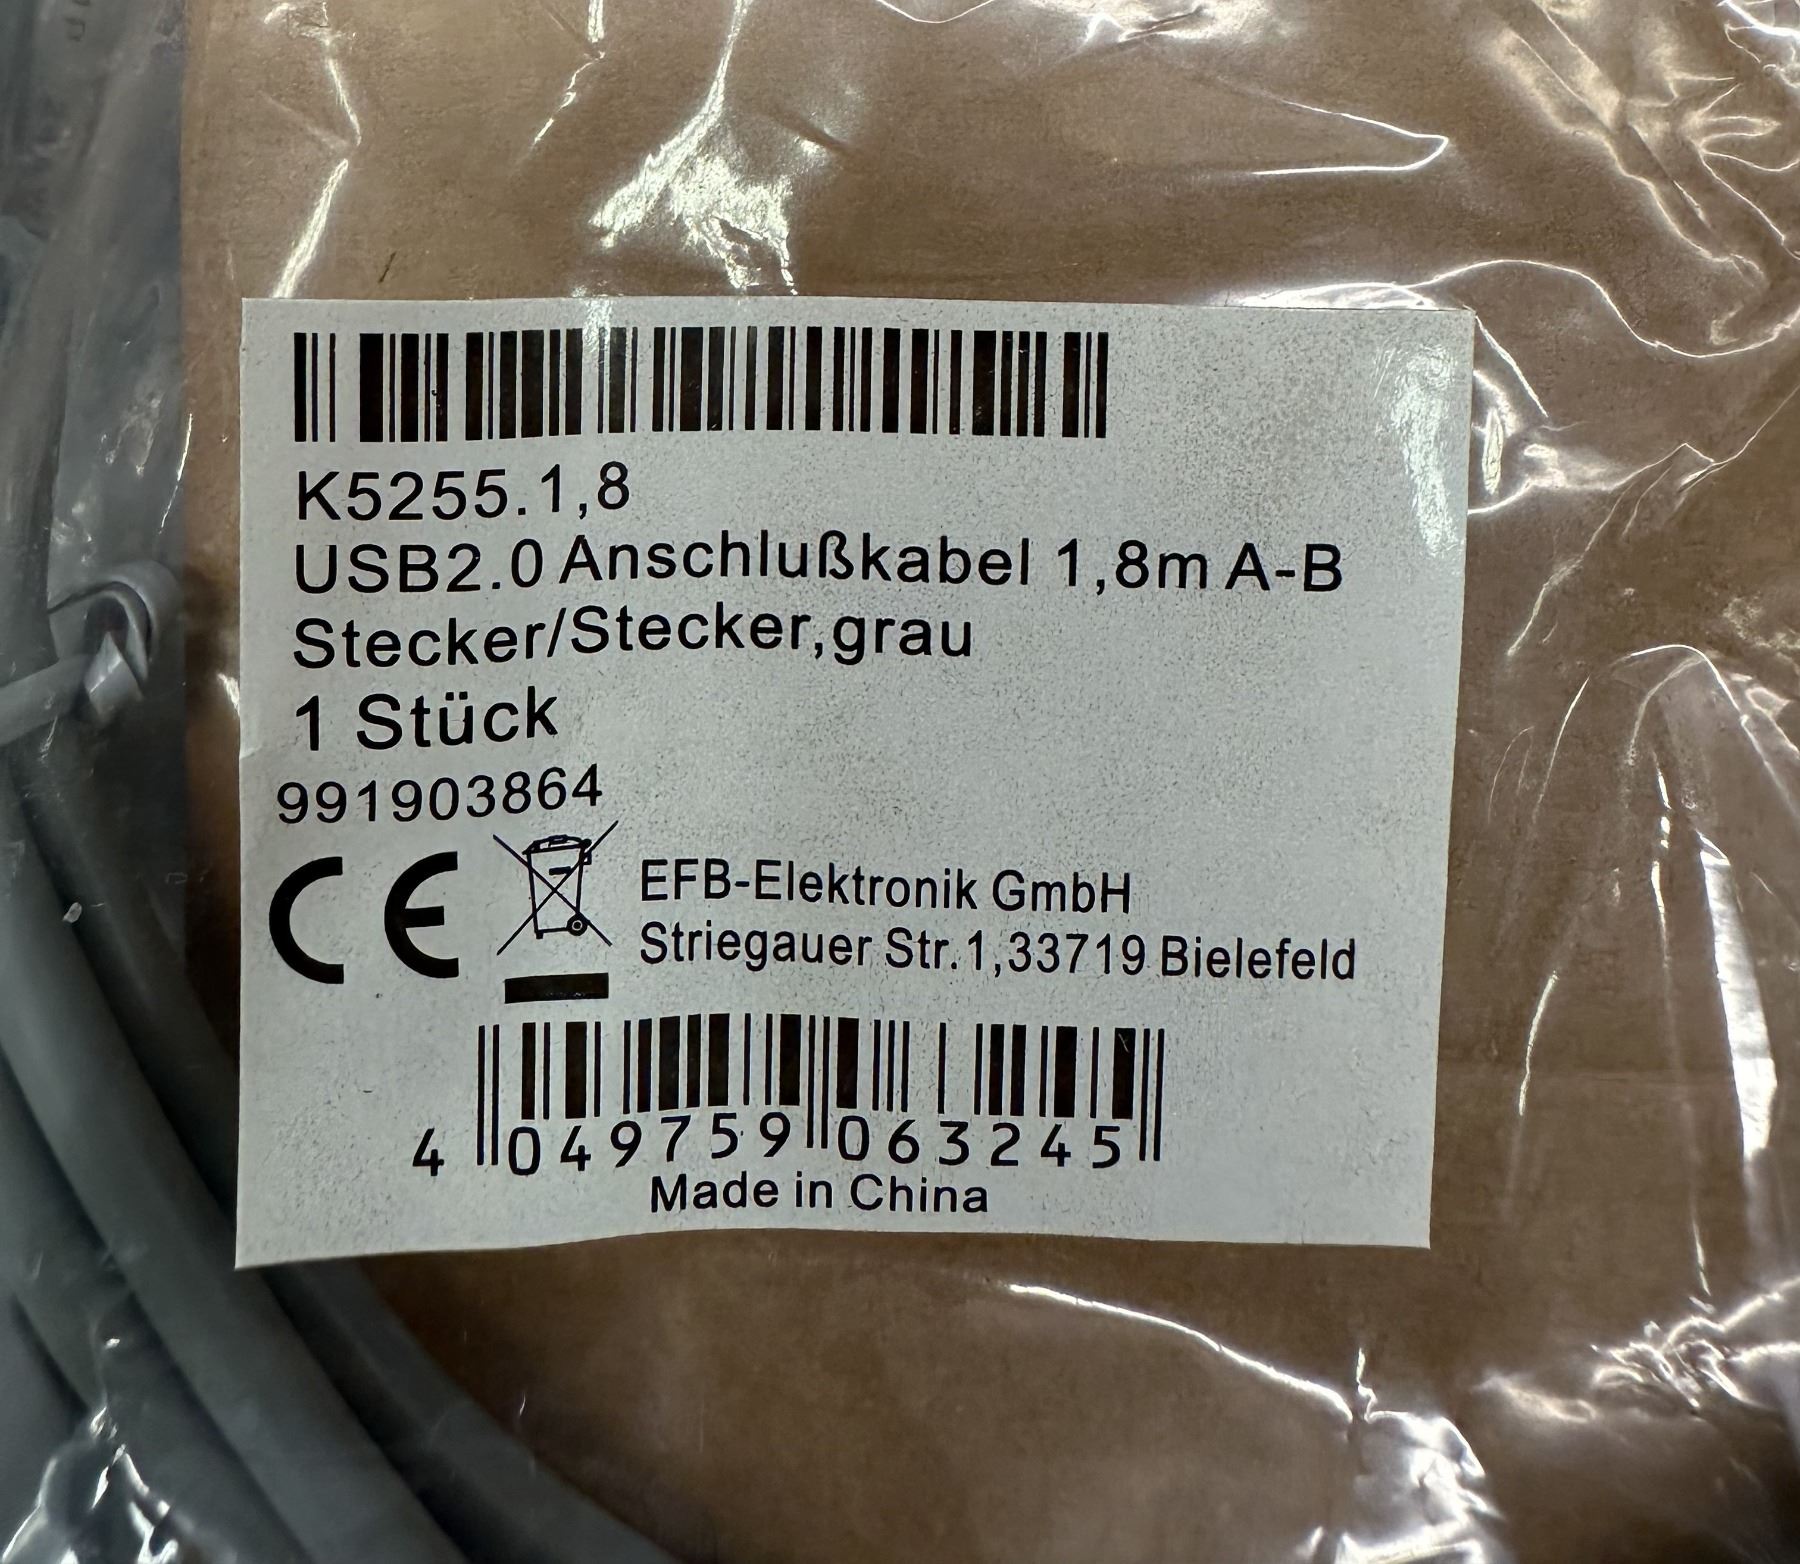 K5255.1,8
USB2.0 Anschlußkabel 1,8m A-B
Stecker/Stecker,grau
1 Stück
991903864
CE
EFB-Elektronik GmbH
Striegauer Str.1,33719 Bielefeld
4 049759 063245
Made in China